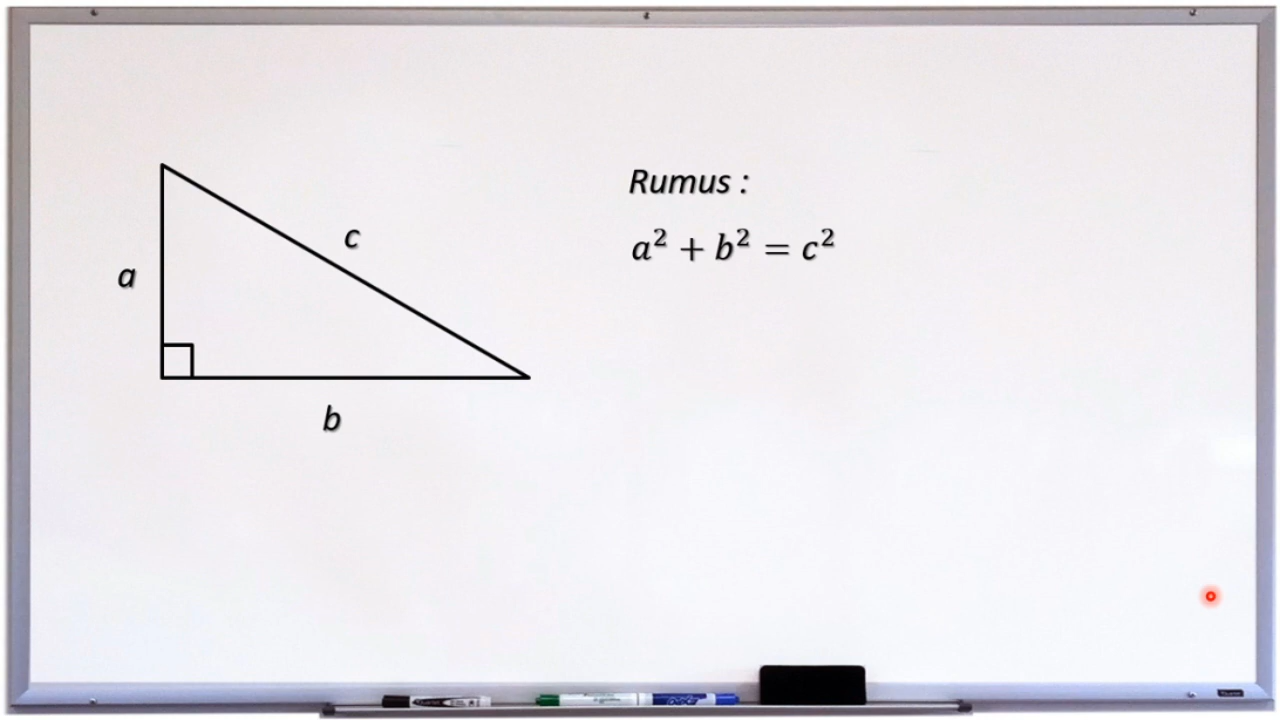 Rumus :
a² + b² = c²
c
a
b